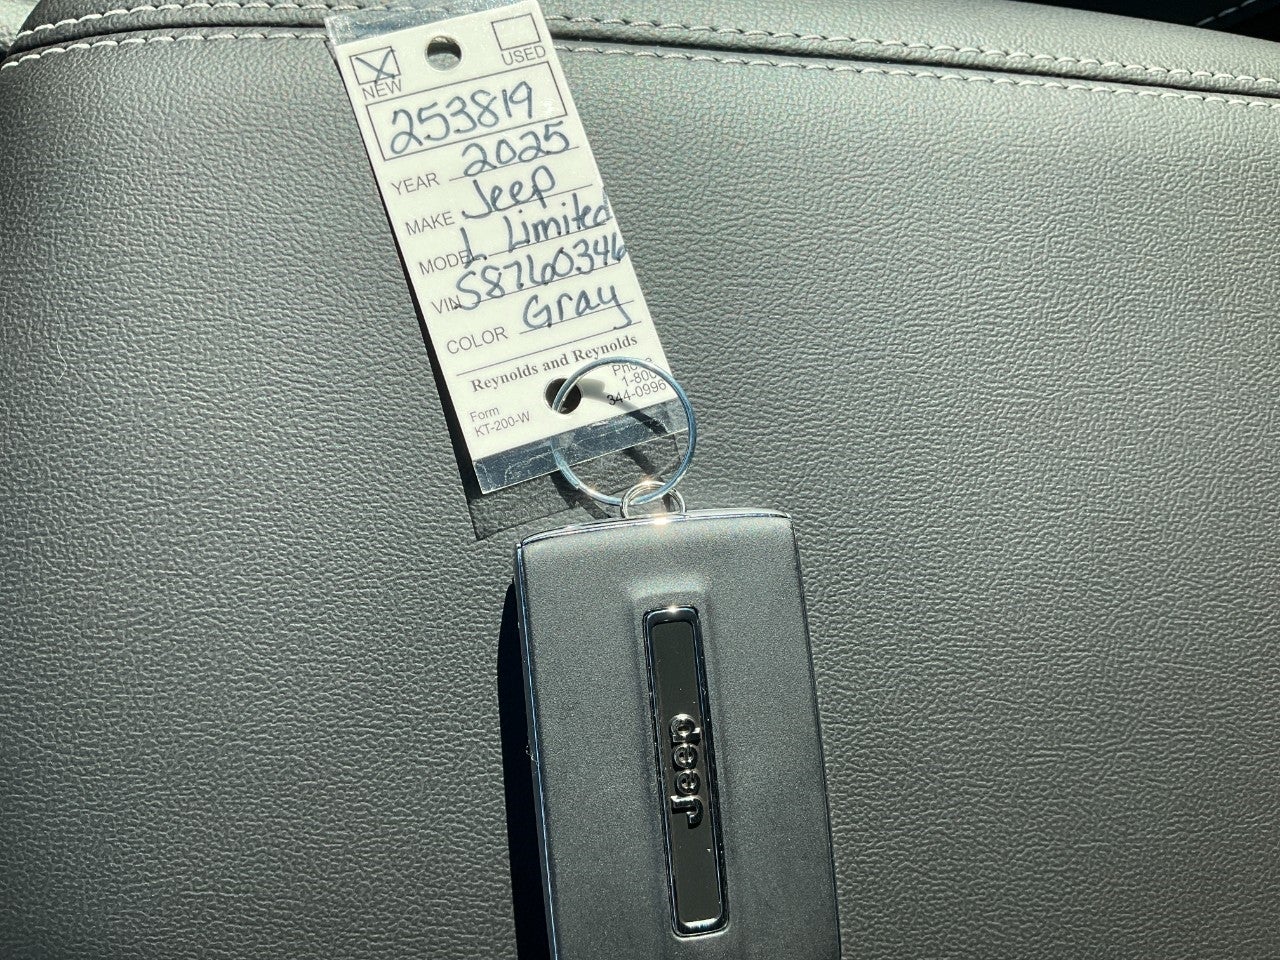 NEW USED
253819
YEAR 2025
MAKE Jeep
MODEL L. Limited
VIN S8760346
COLOR Gray
Reynolds and Reynolds
Form
KT-200-W
1-800
344-0996
Jeep